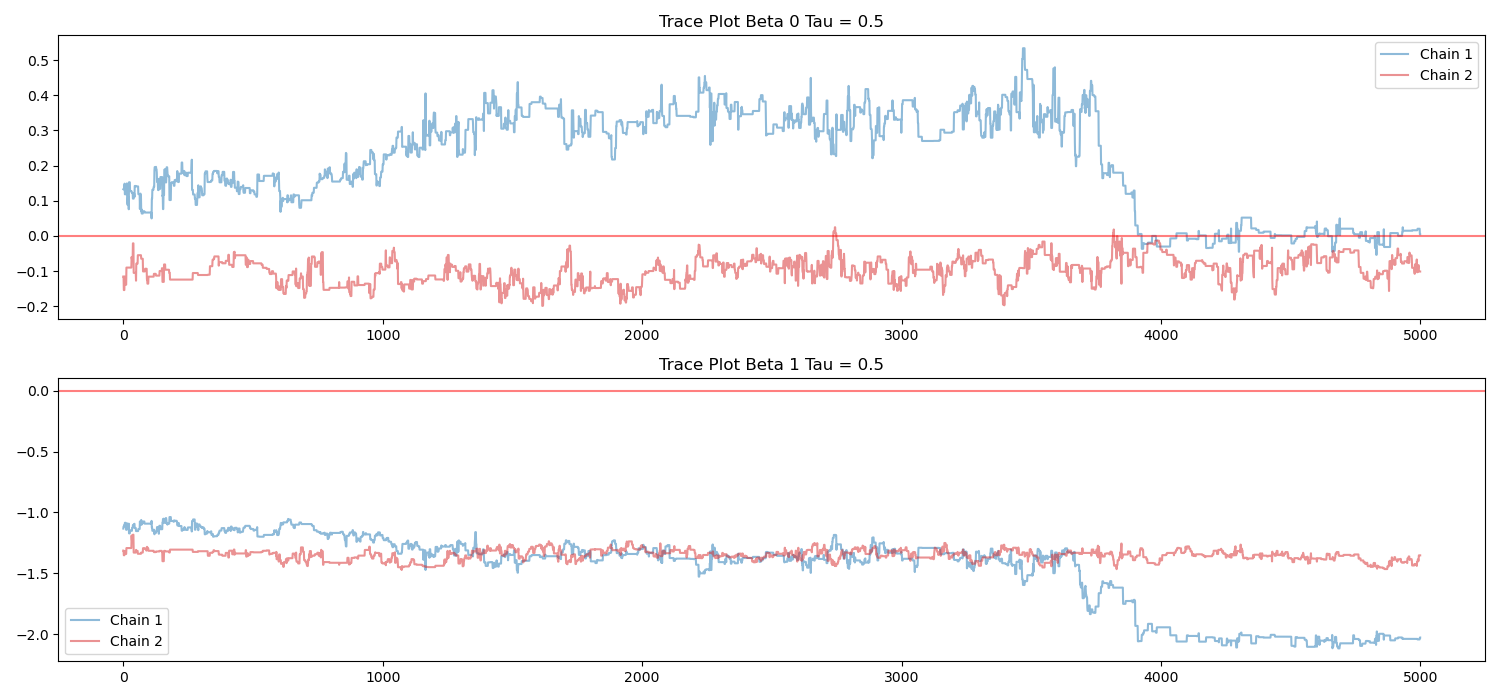 Trace Plot Beta 0 Tau = 0.5
0.5
0.4
0.3
0.2
0.1
0.0
−0.1
−0.2
Chain 1
Chain 2
0 1000 2000 3000 4000 5000
Trace Plot Beta 1 Tau = 0.5
0.0
−0.5
−1.0
−1.5
−2.0
Chain 1
Chain 2
0 1000 2000 3000 4000 5000